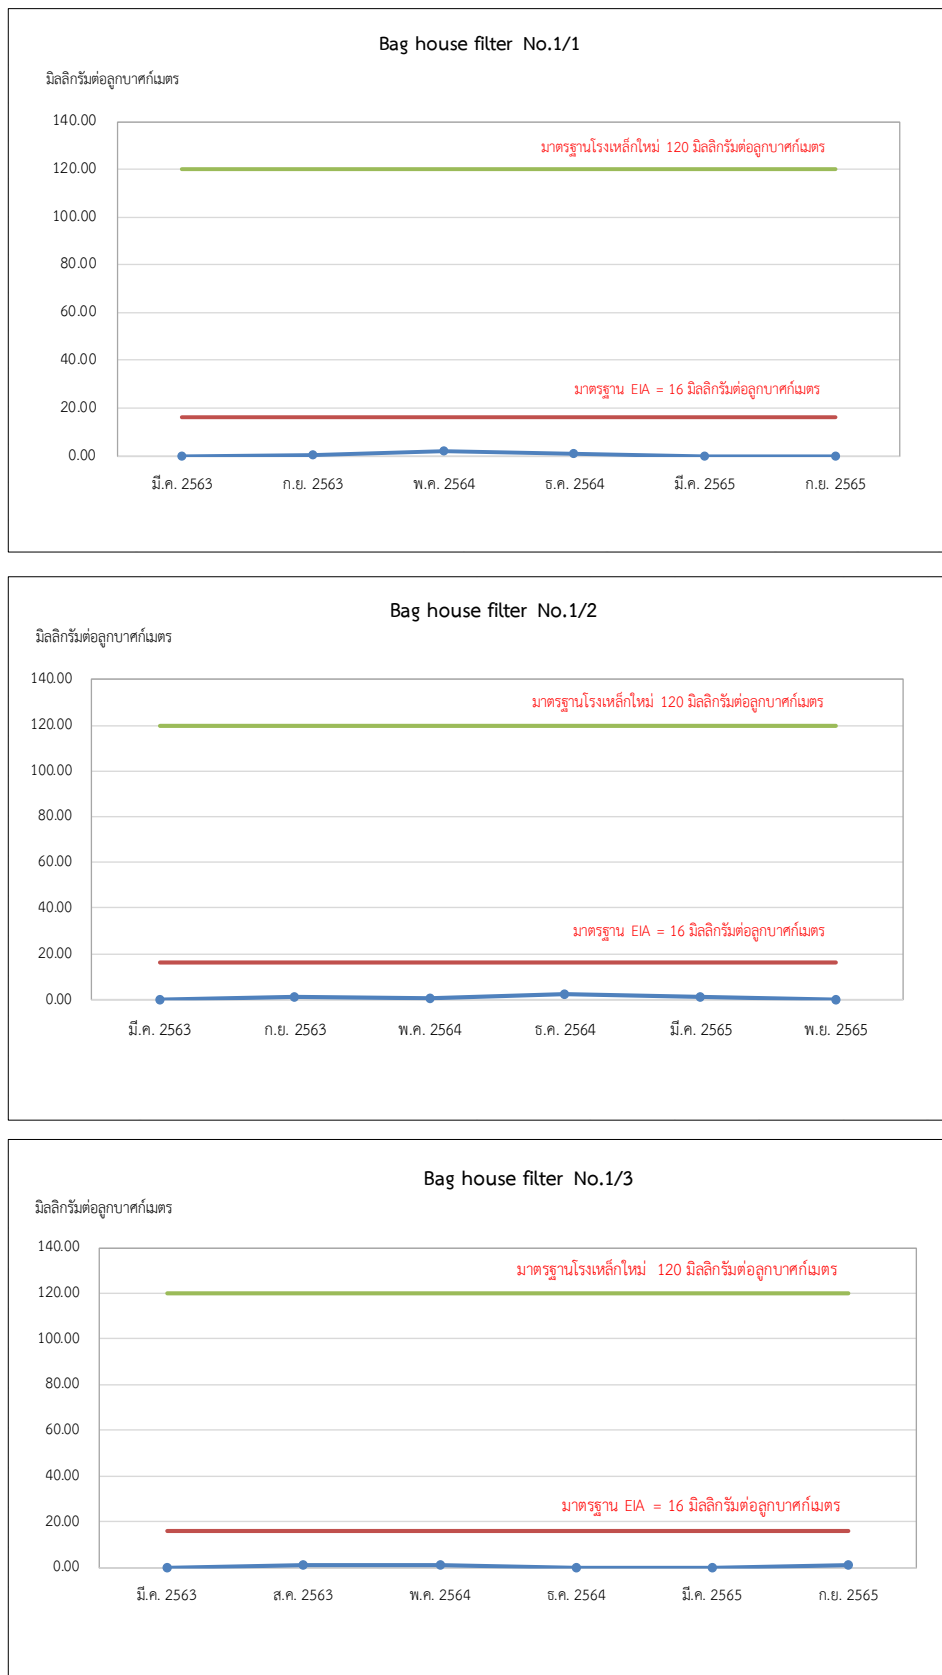 Bag house filter No.1/1
มิลลิกรัมต่อลูกบาศก์เมตร
140.00
มาตรฐานโรงเหล็กใหม่ 120 มิลลิกรัมต่อลูกบาศก์เมตร
120.00
100.00
80.00
60.00
40.00
มาตรฐาน EIA = 16 มิลลิกรัมต่อลูกบาศก์เมตร
20.00
0.00
มี.ค. 2563 ก.ย. 2563 พ.ค. 2564 ธ.ค. 2564 มี.ค. 2565 ก.ย. 2565
Bag house filter No.1/2
มิลลิกรัมต่อลูกบาศก์เมตร
140.00
มาตรฐานโรงเหล็กใหม่ 120 มิลลิกรัมต่อลูกบาศก์เมตร
120.00
100.00
80.00
60.00
40.00
มาตรฐาน EIA = 16 มิลลิกรัมต่อลูกบาศก์เมตร
20.00
0.00
มี.ค. 2563 ก.ย. 2563 พ.ค. 2564 ธ.ค. 2564 มี.ค. 2565 พ.ย. 2565
Bag house filter No.1/3
มิลลิกรัมต่อลูกบาศก์เมตร
140.00
มาตรฐานโรงเหล็กใหม่ 120 มิลลิกรัมต่อลูกบาศก์เมตร
120.00
100.00
80.00
60.00
40.00
มาตรฐาน EIA = 16 มิลลิกรัมต่อลูกบาศก์เมตร
20.00
0.00
มี.ค. 2563 ส.ค. 2563 พ.ค. 2564 ธ.ค. 2564 มี.ค. 2565 ก.ย. 2565